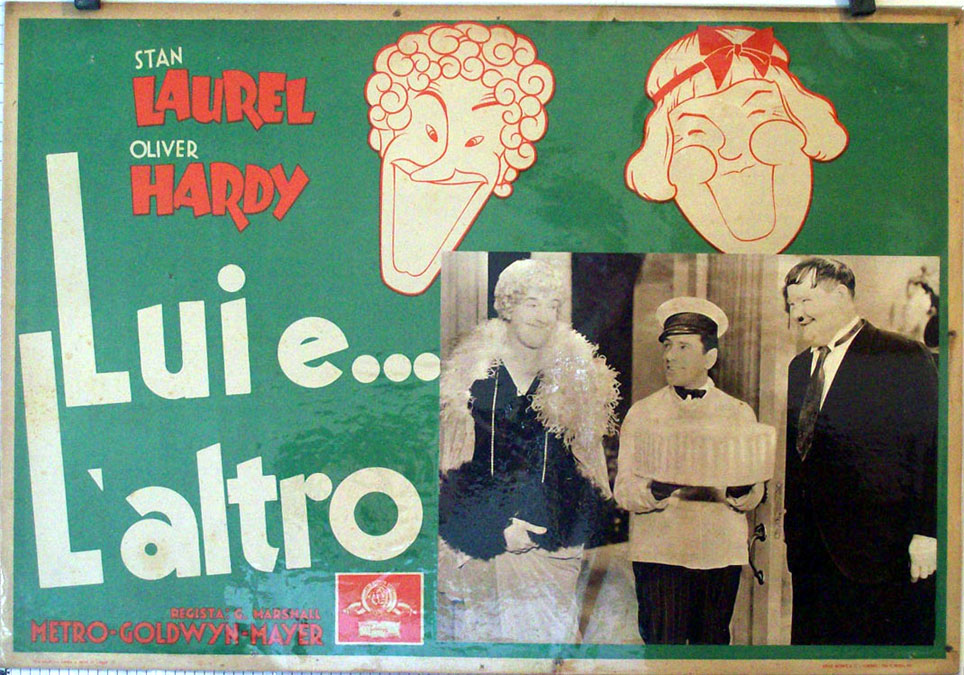 STAN
LAUREL
OLIVER
HARDY
Lui e...
L'altro
REGISTA: G. MARSHALL
METRO-GOLDWYN-MAYER